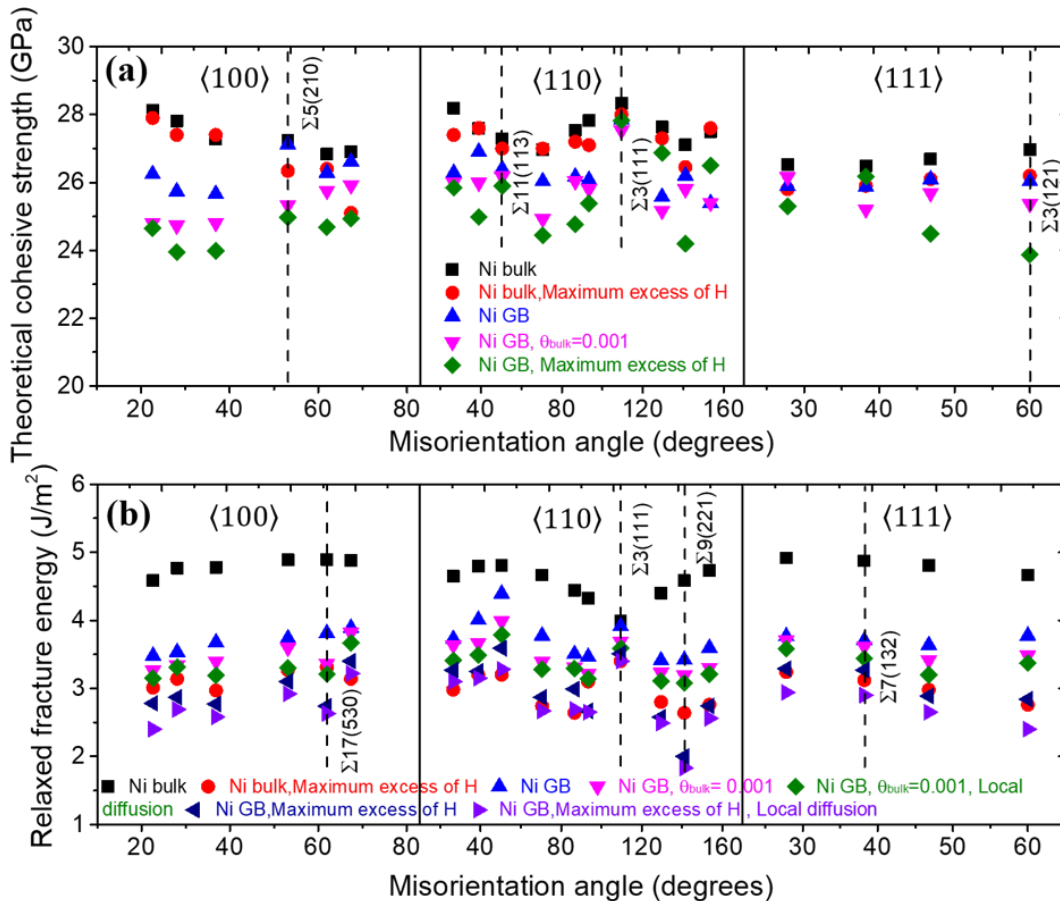 Theoretical cohesive strength (GPa)
30
28
26
24
22
20
(a)
⟨100⟩
⟨110⟩
⟨111⟩
Σ5(210)
Σ11(113)
Σ3(111)
Σ3(121)
Ni bulk
Ni bulk,Maximum excess of H
Ni GB
Ni GB, θbulk=0.001
Ni GB, Maximum excess of H
20 40 60 80 40 80 120 160 30 40 50 60
Misorientation angle (degrees)
Relaxed fracture energy (J/m²)
6
5
4
3
2
1
(b)
⟨100⟩
⟨110⟩
⟨111⟩
Σ17(530)
Σ3(111)
Σ9(221)
Σ7(132)
Ni bulk Ni bulk,Maximum excess of H Ni GB Ni GB, θbulk= 0.001 Ni GB, θbulk=0.001, Local
diffusion Ni GB,Maximum excess of H Ni GB,Maximum excess of H , Local diffusion
20 40 60 80 40 80 120 160 30 40 50 60
Misorientation angle (degrees)